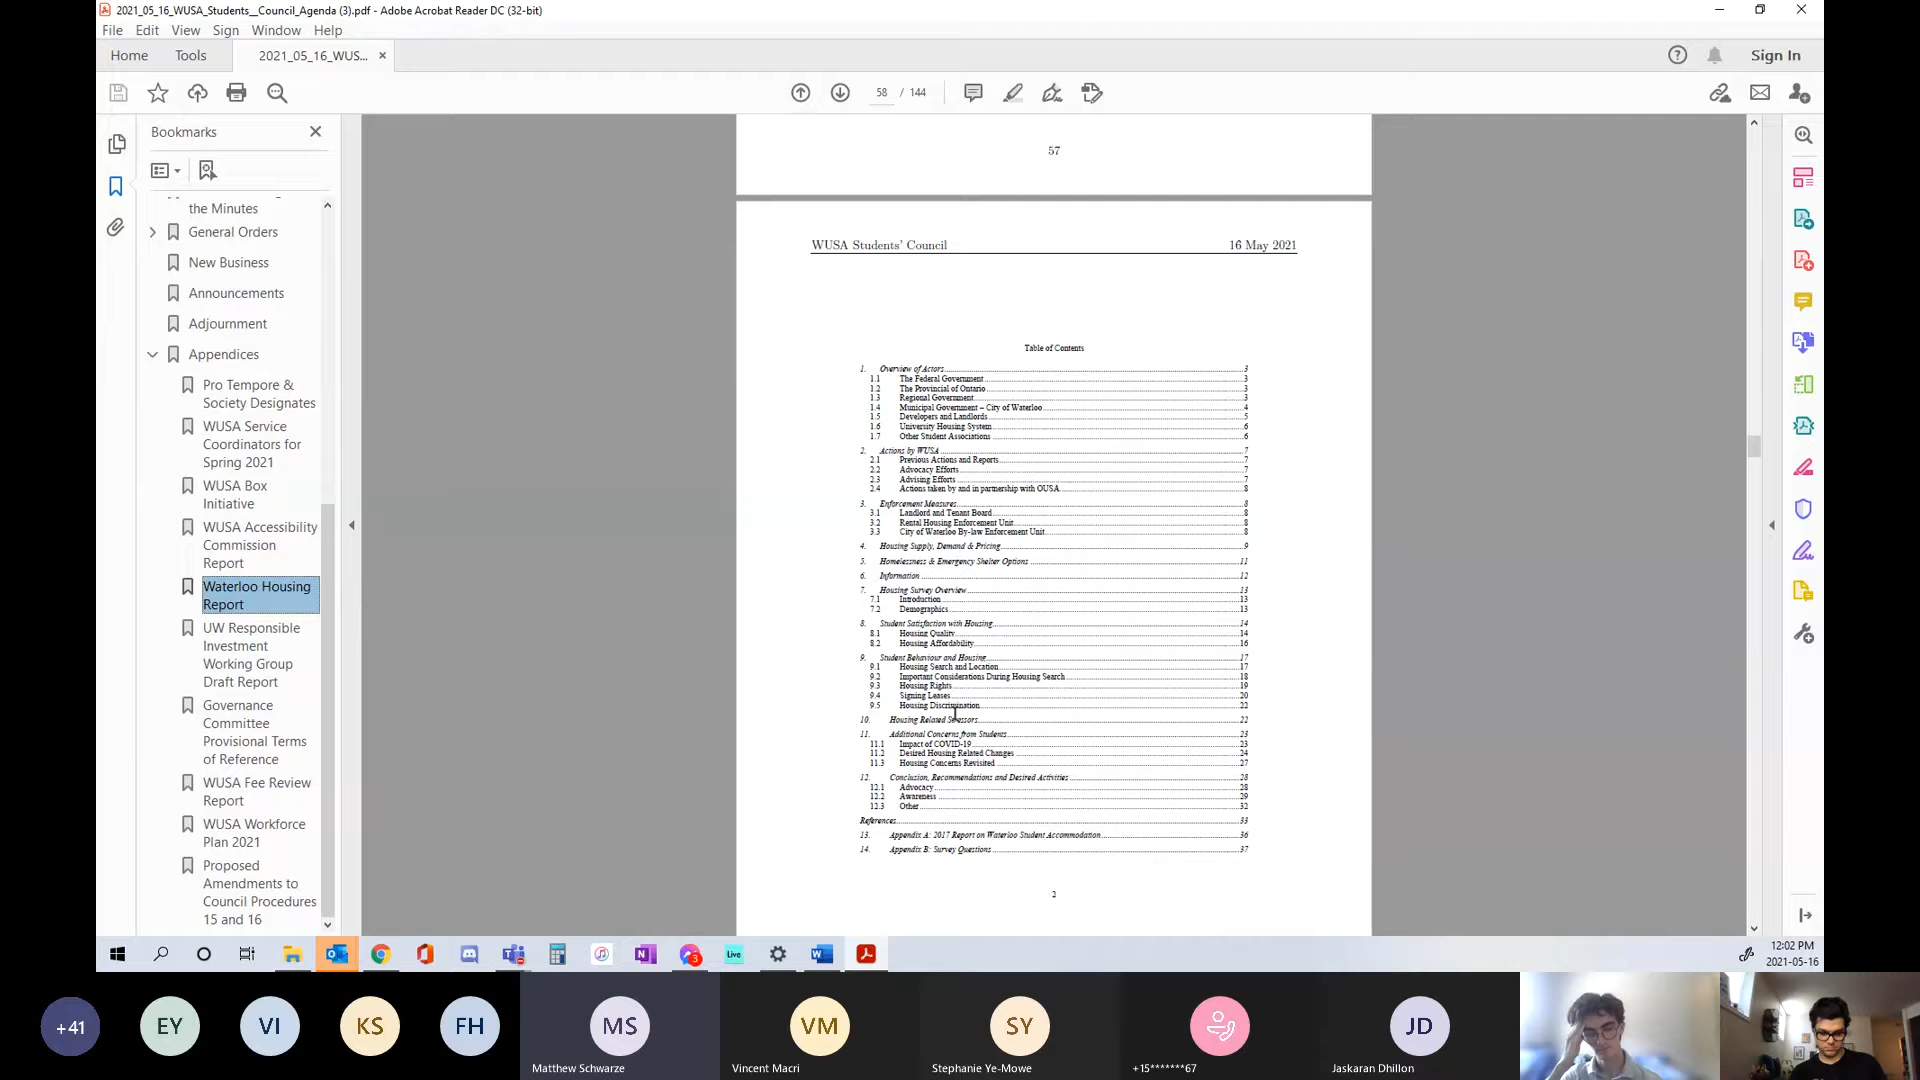 2021_05_16_WUSA_Students__Council_Agenda (3).pdf - Adobe Acrobat Reader DC (32-bit)
File Edit View Sign Window Help
Home Tools 2021_05_16_WUS... Sign In
58 / 144
Bookmarks
the Minutes
General Orders
New Business
Announcements
Adjournment
Appendices
Pro Tempore &
Society Designates
WUSA Service
Coordinators for
Spring 2021
WUSA Box
Initiative
WUSA Accessibility
Commission
Report
Waterloo Housing
Report
UW Responsible
Investment
Working Group
Draft Report
Governance
Committee
Provisional Terms
of Reference
WUSA Fee Review
Report
WUSA Workforce
Plan 2021
Proposed
Amendments to
Council Procedures
15 and 16
57
WUSA Students' Council 16 May 2021
Table of Contents
1. Overview of Actors 3
1.1 The Federal Government 3
1.2 The Provincial of Ontario 3
1.3 Regional Government 3
1.4 Municipal Government – City of Waterloo 4
1.5 Developers and Landlords 5
1.6 University Housing System 6
1.7 Other Student Associations 6
2. Actions by WUSA 7
2.1 Previous Actions and Reports 7
2.2 Advocacy Efforts 7
2.3 Advising Efforts 7
2.4 Actions taken by and in partnership with OUSA 8
3. Enforcement Measures 8
3.1 Landlord and Tenant Board 8
3.2 Rental Housing Enforcement Unit 8
3.3 City of Waterloo By-law Enforcement Unit 8
4. Housing Supply, Demand & Pricing 9
5. Homelessness & Emergency Shelter Options 11
6. Information 12
7. Housing Survey Overview 13
7.1 Introduction 13
7.2 Demographics 13
8. Student Satisfaction with Housing 14
8.1 Housing Quality 14
8.2 Housing Affordability 16
9. Student Behaviour and Housing 17
9.1 Housing Search and Location 17
9.2 Important Considerations During Housing Search 18
9.3 Housing Rights 19
9.4 Signing Leases 20
9.5 Housing Discrimination 22
10. Housing Related Stressors 22
11. Additional Concerns from Students 23
11.1 Impact of COVID-19 23
11.2 Desired Housing Related Changes 24
11.3 Housing Concerns Revisited 27
12. Conclusion, Recommendations and Desired Activities 28
12.1 Advocacy 28
12.2 Awareness 29
12.3 Other 32
References 33
13. Appendix A: 2017 Report on Waterloo Student Accommodation 36
14. Appendix B: Survey Questions 37
2
3
Live
12:02 PM
2021-05-16
+41 EY VI KS FH MS VM SY JD
Matthew Schwarze Vincent Macri Stephanie Ye-Mowe +15*******67 Jaskaran Dhillon